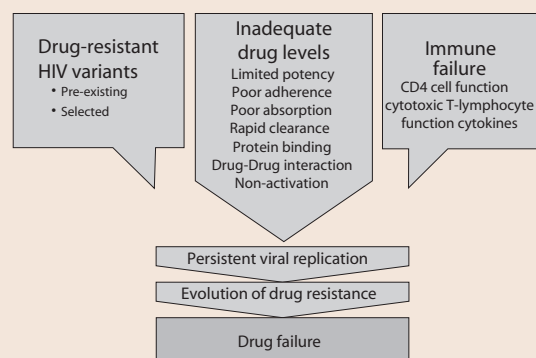 Drug-resistant
HIV variants
• Pre-existing
• Selected
Inadequate
drug levels
Limited potency
Poor adherence
Poor absorption
Rapid clearance
Protein binding
Drug-Drug interaction
Non-activation
Immune
failure
CD4 cell function
cytotoxic T-lymphocyte
function cytokines
Persistent viral replication
Evolution of drug resistance
Drug failure